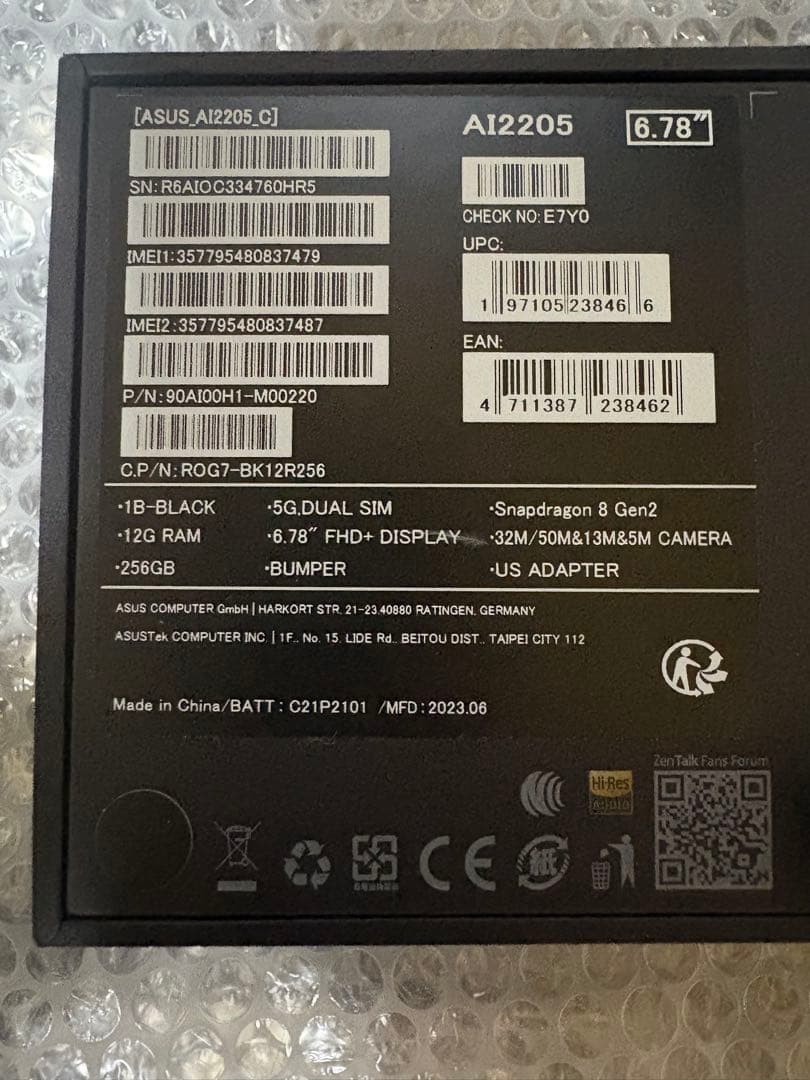 [ASUS_AI2205_C]
SN:R6AIOC334760HR5
IMEI1:357795480837479
IMEI2:357795480837487
P/N:90AI00H1-M00220
C.P/N:ROG7-BK12R256
AI2205
6.78"
CHECK NO:E7Y0
UPC:
1 97105 23846 6
EAN:
4 711387 238462
·1B-BLACK ·5G,DUAL SIM ·Snapdragon 8 Gen2
·12G RAM ·6.78" FHD+ DISPLAY ·32M/50M&13M&5M CAMERA
·256GB ·BUMPER ·US ADAPTER
ASUS COMPUTER GmbH | HARKORT STR. 21-23,40880 RATINGEN, GERMANY
ASUSTek COMPUTER INC. | 1F., No. 15, LIDE Rd., BEITOU DIST., TAIPEI CITY 112
Made in China/BATT : C21P2101 /MFD : 2023.06
ZenTalk Fans Forum
Hi-Res
AUDIO
CE
紙